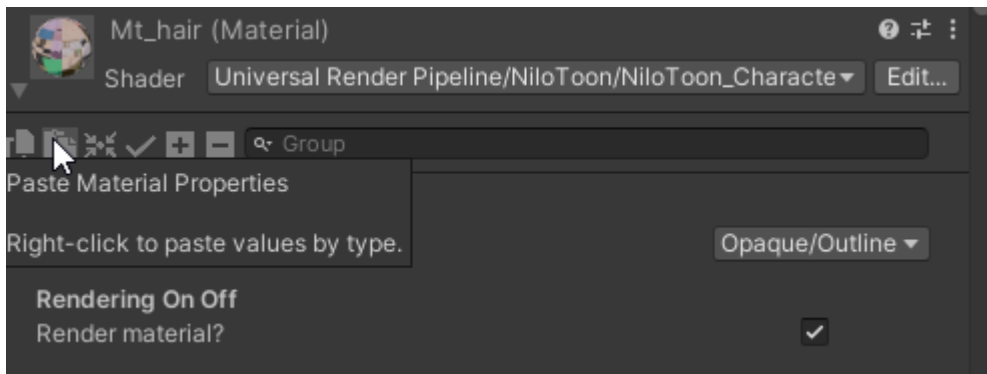 Mt_hair (Material)
Shader Universal Render Pipeline/NiloToon/NiloToon_Characte Edit...
Group
Paste Material Properties
Right-click to paste values by type.
Opaque/Outline
Rendering On Off
Render material?